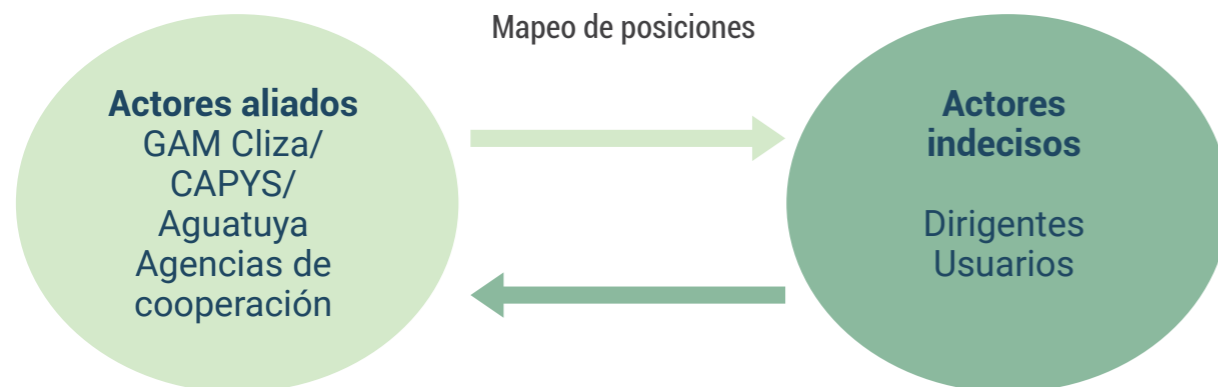 Mapeo de posiciones
Actores aliados
GAM Cliza/
CAPYS/
Aguatuya
Agencias de
cooperación
Actores
indecisos
Dirigentes
Usuarios